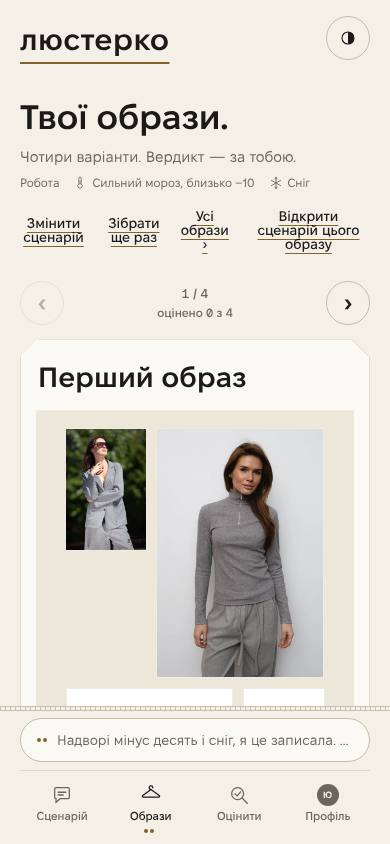 люстерко
Твої образи.
Чотири варіанти. Вердикт — за тобою.
Робота Сильний мороз, близько −10 Сніг
Змінити сценарій
Зібрати ще раз
Усі образи ›
Відкрити сценарій цього образу
‹
1 / 4
оцінено 0 з 4
›
Перший образ
Надворі мінус десять і сніг, я це записала. ...
Сценарій
Образи
Оцінити
Ю
Профіль